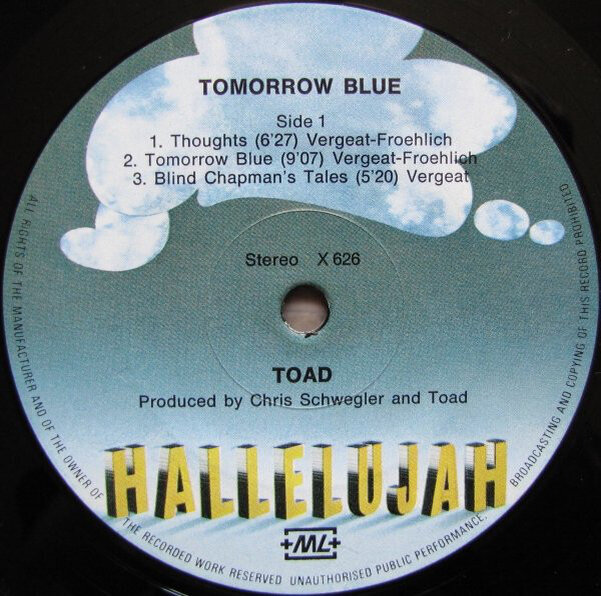 TOMORROW BLUE
Side 1
1. Thoughts (6'27) Vergeat-Froehlich
2. Tomorrow Blue (9'07) Vergeat-Froehlich
3. Blind Chapman's Tales (5'20) Vergeat
Stereo X 626
TOAD
Produced by Chris Schwegler and Toad
HALLELUJAH
+ML+
ALL RIGHTS OF THE MANUFACTURER AND OF THE OWNER OF THE RECORDED WORK RESERVED UNAUTHORISED PUBLIC PERFORMANCE, BROADCASTING AND COPYING OF THIS RECORD PROHIBITED